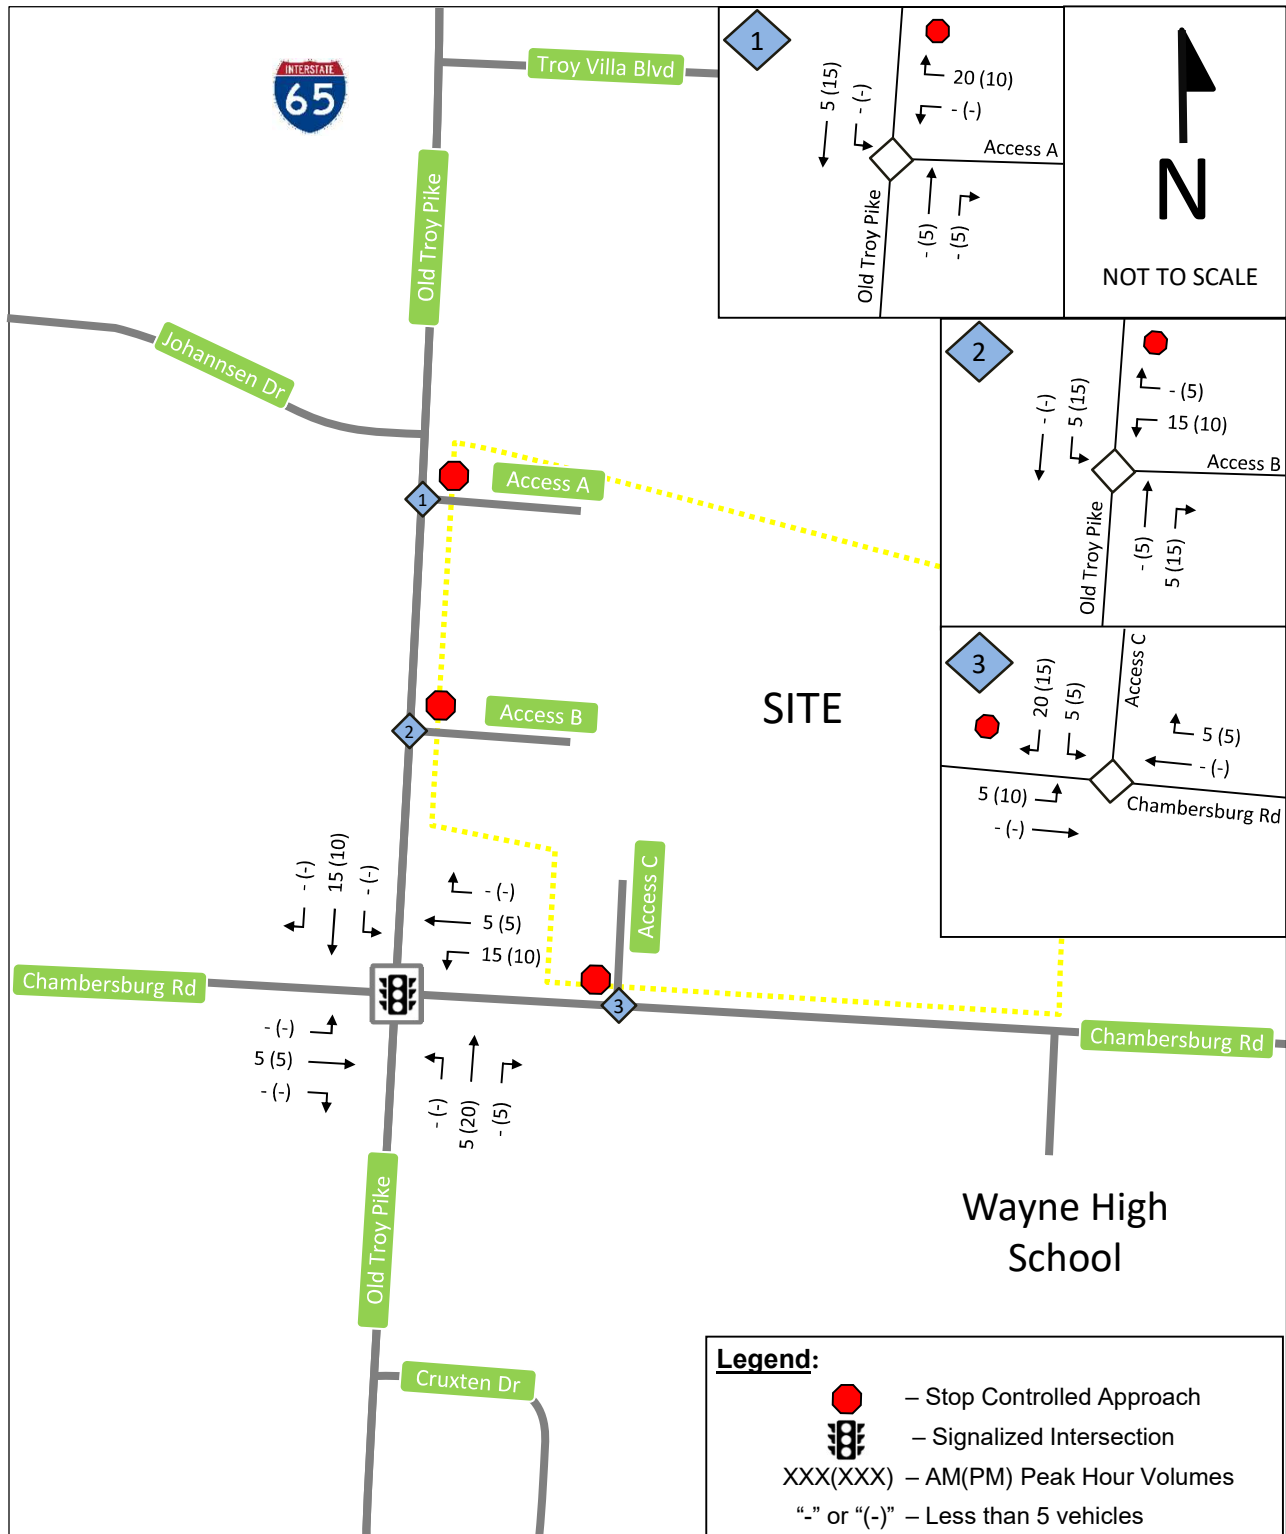 INTERSTATE
65
Troy Villa Blvd
Old Troy Pike
Johannsen Dr
1
5 (15)
- (-)
20 (10)
- (-)
Access A
Old Troy Pike
- (5)
- (5)
N
NOT TO SCALE
2
- (-)
5 (15)
- (5)
15 (10)
Access B
Old Troy Pike
- (5)
5 (15)
3
20 (15)
5 (5)
Access C
5 (5)
- (-)
5 (10)
- (-)
Chambersburg Rd
Access A
1
SITE
Access B
2
- (-)
15 (10)
- (-)
- (-)
5 (5)
15 (10)
Access C
Chambersburg Rd
3
Chambersburg Rd
- (-)
5 (5)
- (-)
- (-)
5 (20)
- (5)
Old Troy Pike
Wayne High
School
Cruxten Dr
Legend:
– Stop Controlled Approach
– Signalized Intersection
XXX(XXX) – AM(PM) Peak Hour Volumes
“-” or “(-)” – Less than 5 vehicles